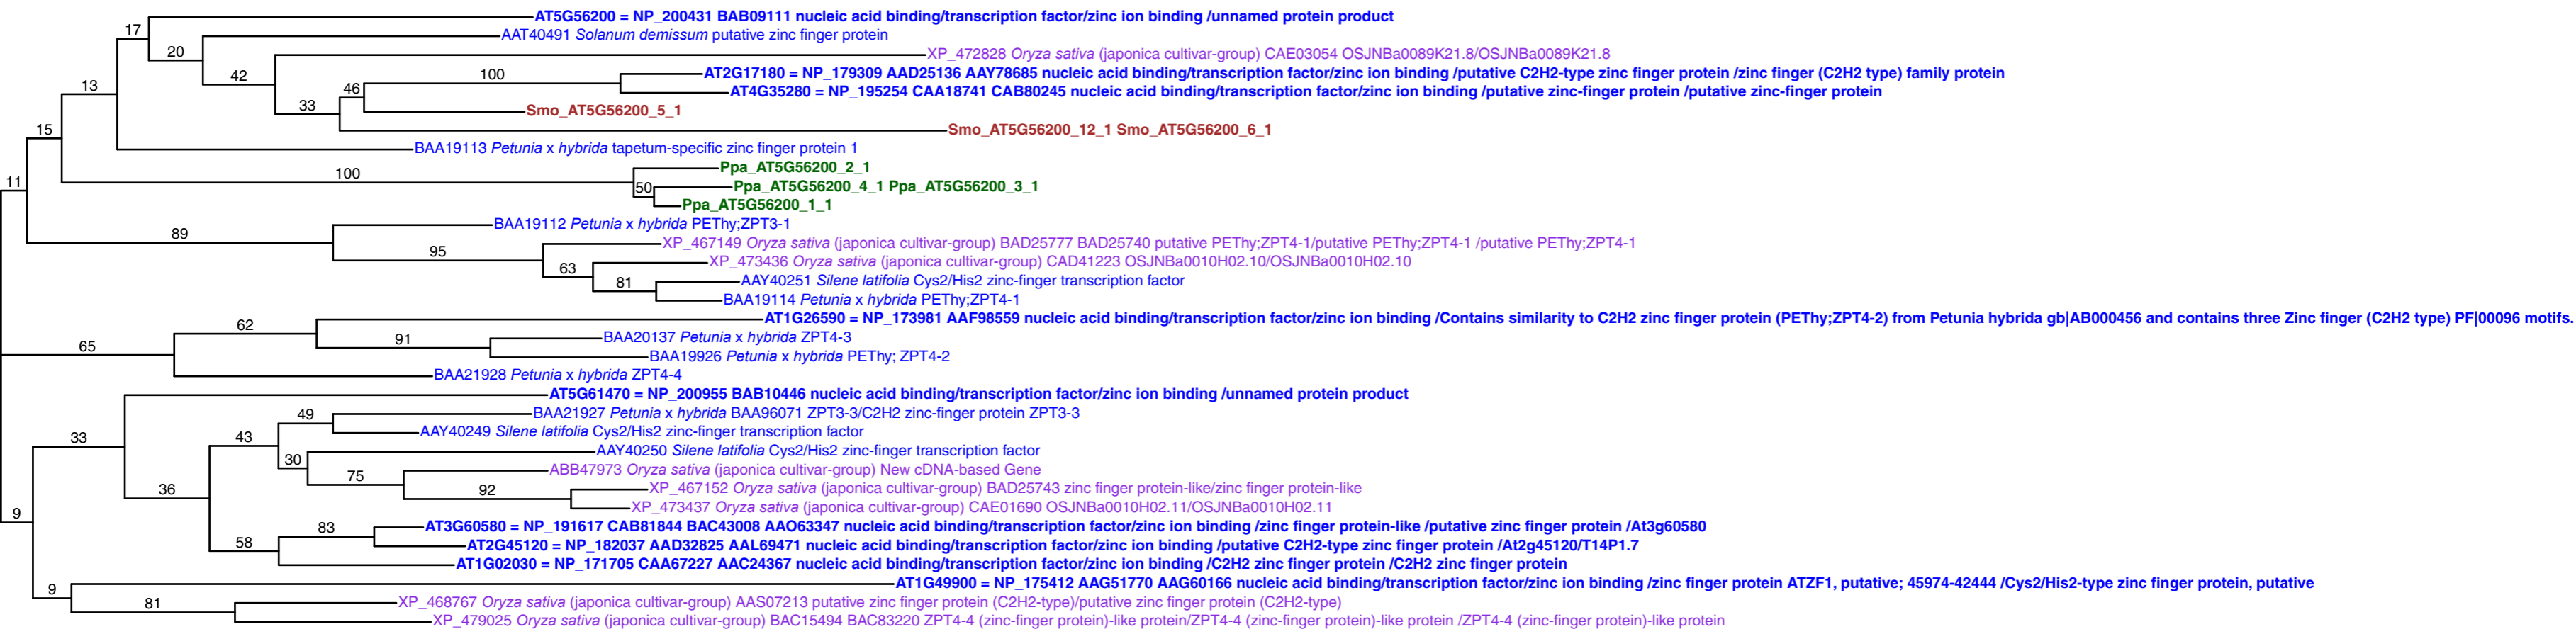 AT5G56200 = NP_200431 BAB09111 nucleic acid binding/transcription factor/zinc ion binding /unnamed protein product
17
AAT40491 Solanum demissum putative zinc finger protein
20
XP_472828 Oryza sativa (japonica cultivar-group) CAE03054 OSJNBa0089K21.8/OSJNBa0089K21.8
42
100
AT2G17180 = NP_179309 AAD25136 AAY78685 nucleic acid binding/transcription factor/zinc ion binding /putative C2H2-type zinc finger protein /zinc finger (C2H2 type) family protein
13
46
AT4G35280 = NP_195254 CAA18741 CAB80245 nucleic acid binding/transcription factor/zinc ion binding /putative zinc-finger protein /putative zinc-finger protein
33
Smo_AT5G56200_5_1
15
Smo_AT5G56200_12_1 Smo_AT5G56200_6_1
BAA19113 Petunia x hybrida tapetum-specific zinc finger protein 1
Ppa_AT5G56200_2_1
100
11
50
Ppa_AT5G56200_4_1 Ppa_AT5G56200_3_1
Ppa_AT5G56200_1_1
BAA19112 Petunia x hybrida PEThy;ZPT3-1
89
XP_467149 Oryza sativa (japonica cultivar-group) BAD25777 BAD25740 putative PEThy;ZPT4-1/putative PEThy;ZPT4-1 /putative PEThy;ZPT4-1
95
XP_473436 Oryza sativa (japonica cultivar-group) CAD41223 OSJNBa0010H02.10/OSJNBa0010H02.10
63
AAY40251 Silene latifolia Cys2/His2 zinc-finger transcription factor
81
BAA19114 Petunia x hybrida PEThy;ZPT4-1
AT1G26590 = NP_173981 AAF98559 nucleic acid binding/transcription factor/zinc ion binding /Contains similarity to C2H2 zinc finger protein (PEThy;ZPT4-2) from Petunia hybrida gb|AB000456 and contains three Zinc finger (C2H2 type) PF|00096 motifs.
62
BAA20137 Petunia x hybrida ZPT4-3
91
65
BAA19926 Petunia x hybrida PEThy; ZPT4-2
BAA21928 Petunia x hybrida ZPT4-4
AT5G61470 = NP_200955 BAB10446 nucleic acid binding/transcription factor/zinc ion binding /unnamed protein product
49
BAA21927 Petunia x hybrida BAA96071 ZPT3-3/C2H2 zinc-finger protein ZPT3-3
33
43
AAY40249 Silene latifolia Cys2/His2 zinc-finger transcription factor
AAY40250 Silene latifolia Cys2/His2 zinc-finger transcription factor
30
ABB47973 Oryza sativa (japonica cultivar-group) New cDNA-based Gene
75
36
92
XP_467152 Oryza sativa (japonica cultivar-group) BAD25743 zinc finger protein-like/zinc finger protein-like
XP_473437 Oryza sativa (japonica cultivar-group) CAE01690 OSJNBa0010H02.11/OSJNBa0010H02.11
9
83
AT3G60580 = NP_191617 CAB81844 BAC43008 AAO63347 nucleic acid binding/transcription factor/zinc ion binding /zinc finger protein-like /putative zinc finger protein /At3g60580
58
AT2G45120 = NP_182037 AAD32825 AAL69471 nucleic acid binding/transcription factor/zinc ion binding /putative C2H2-type zinc finger protein /At2g45120/T14P1.7
AT1G02030 = NP_171705 CAA67227 AAC24367 nucleic acid binding/transcription factor/zinc ion binding /C2H2 zinc finger protein /C2H2 zinc finger protein
AT1G49900 = NP_175412 AAG51770 AAG60166 nucleic acid binding/transcription factor/zinc ion binding /zinc finger protein ATZF1, putative; 45974-42444 /Cys2/His2-type zinc finger protein, putative
9
81
XP_468767 Oryza sativa (japonica cultivar-group) AAS07213 putative zinc finger protein (C2H2-type)/putative zinc finger protein (C2H2-type)
XP_479025 Oryza sativa (japonica cultivar-group) BAC15494 BAC83220 ZPT4-4 (zinc-finger protein)-like protein/ZPT4-4 (zinc-finger protein)-like protein /ZPT4-4 (zinc-finger protein)-like protein